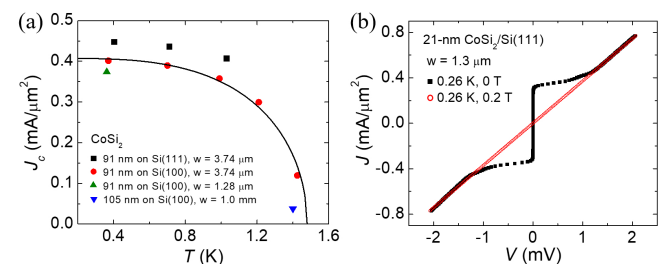 (a)
0.5
0.4
0.3
0.2
0.1
0.0
J_c (mA/μm²)
CoSi₂
91 nm on Si(111), w = 3.74 μm
91 nm on Si(100), w = 3.74 μm
91 nm on Si(100), w = 1.28 μm
105 nm on Si(100), w = 1.0 mm
0.4 0.8 1.2 1.6
T (K)
(b)
0.8
0.4
0.0
-0.4
-0.8
J (mA/μm²)
21-nm CoSi₂/Si(111)
w = 1.3 μm
0.26 K, 0 T
0.26 K, 0.2 T
-2 -1 0 1 2
V (mV)